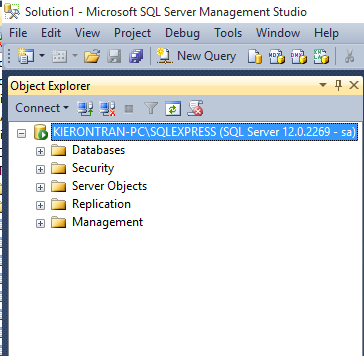 Solution1 - Microsoft SQL Server Management Studio
File Edit View Project Debug Tools Window Help
New Query
Object Explorer
Connect
KIERONTRAN-PC\SQLEXPRESS (SQL Server 12.0.2269 - sa)
Databases
Security
Server Objects
Replication
Management